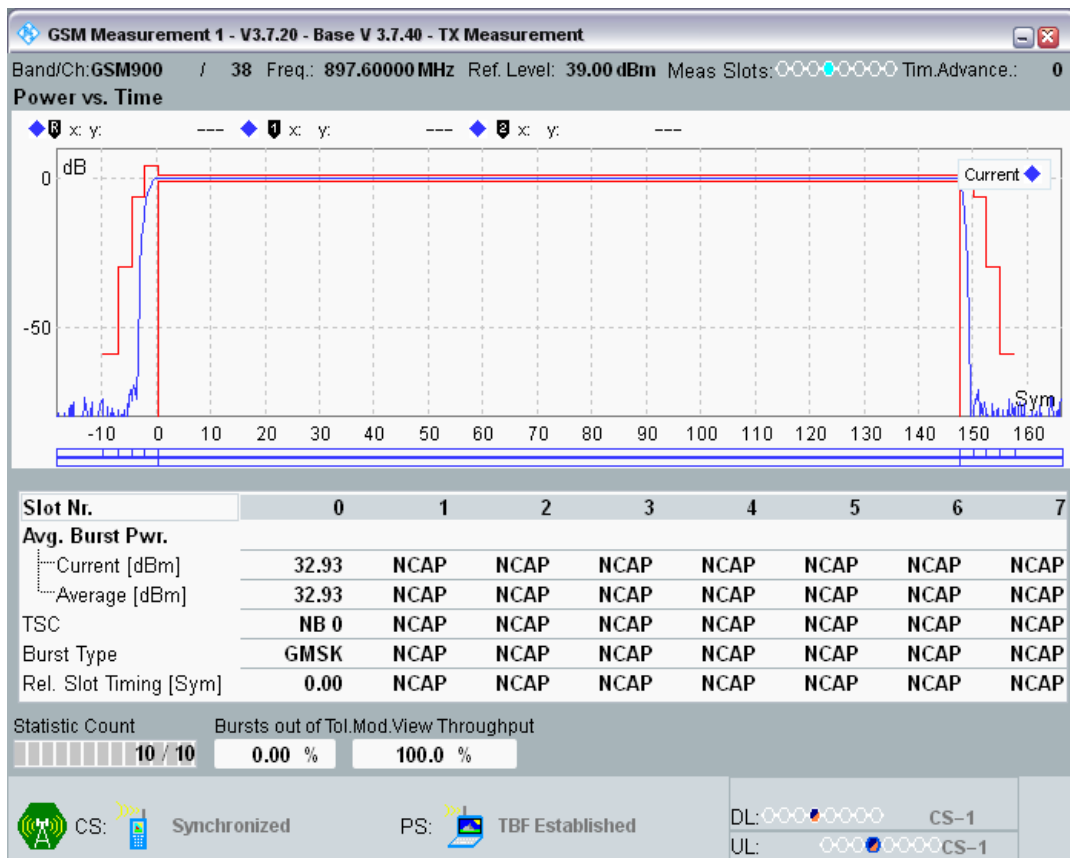 GSM Measurement 1 - V3.7.20 - Base V 3.7.40 - TX Measurement
Band/Ch:GSM900 / 38 Freq.: 897.60000 MHz Ref. Level: 39.00 dBm Meas Slots: Tim.Advance.: 0
Power vs. Time
R x: y: --- 1 x: y: --- 2 x: y: ---
dB
Current
0
-50
Sym
-10 0 10 20 30 40 50 60 70 80 90 100 110 120 130 140 150 160
Slot Nr. 0 1 2 3 4 5 6 7
Avg. Burst Pwr.
Current [dBm] 32.93 NCAP NCAP NCAP NCAP NCAP NCAP NCAP
Average [dBm] 32.93 NCAP NCAP NCAP NCAP NCAP NCAP NCAP
TSC NB 0 NCAP NCAP NCAP NCAP NCAP NCAP NCAP
Burst Type GMSK NCAP NCAP NCAP NCAP NCAP NCAP NCAP
Rel. Slot Timing [Sym] 0.00 NCAP NCAP NCAP NCAP NCAP NCAP NCAP
Statistic Count Bursts out of Tol.Mod.View Throughput
10 / 10 0.00 % 100.0 %
CS: Synchronized PS: TBF Established
DL: CS-1
UL: CS-1